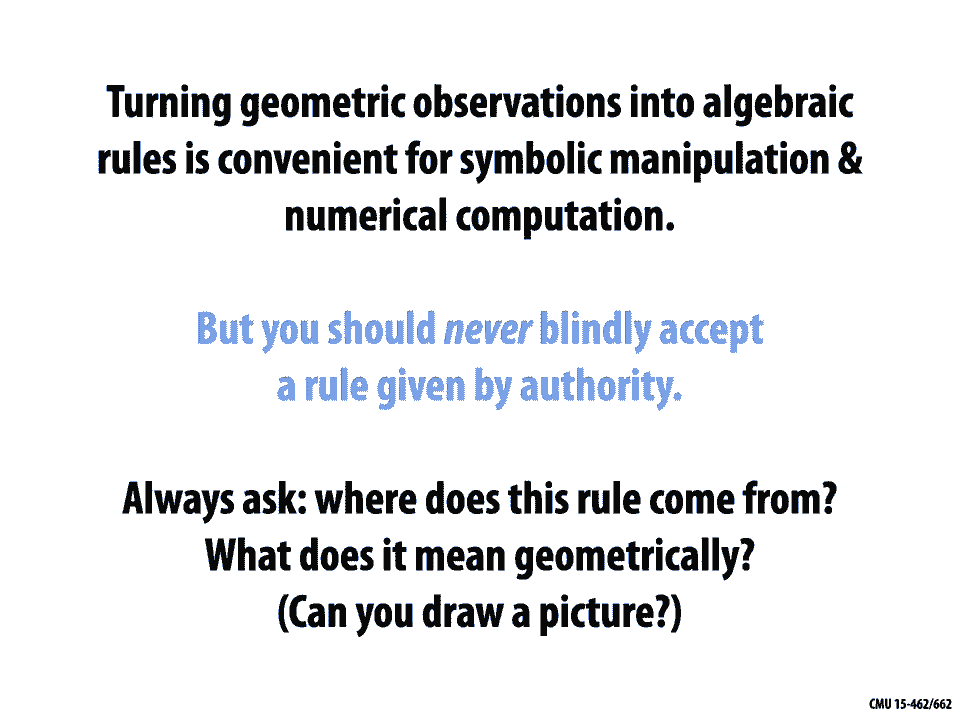 Turning geometric observations into algebraic
rules is convenient for symbolic manipulation &
numerical computation.
But you should never blindly accept
a rule given by authority.
Always ask: where does this rule come from?
What does it mean geometrically?
(Can you draw a picture?)
CMU 15-462/662